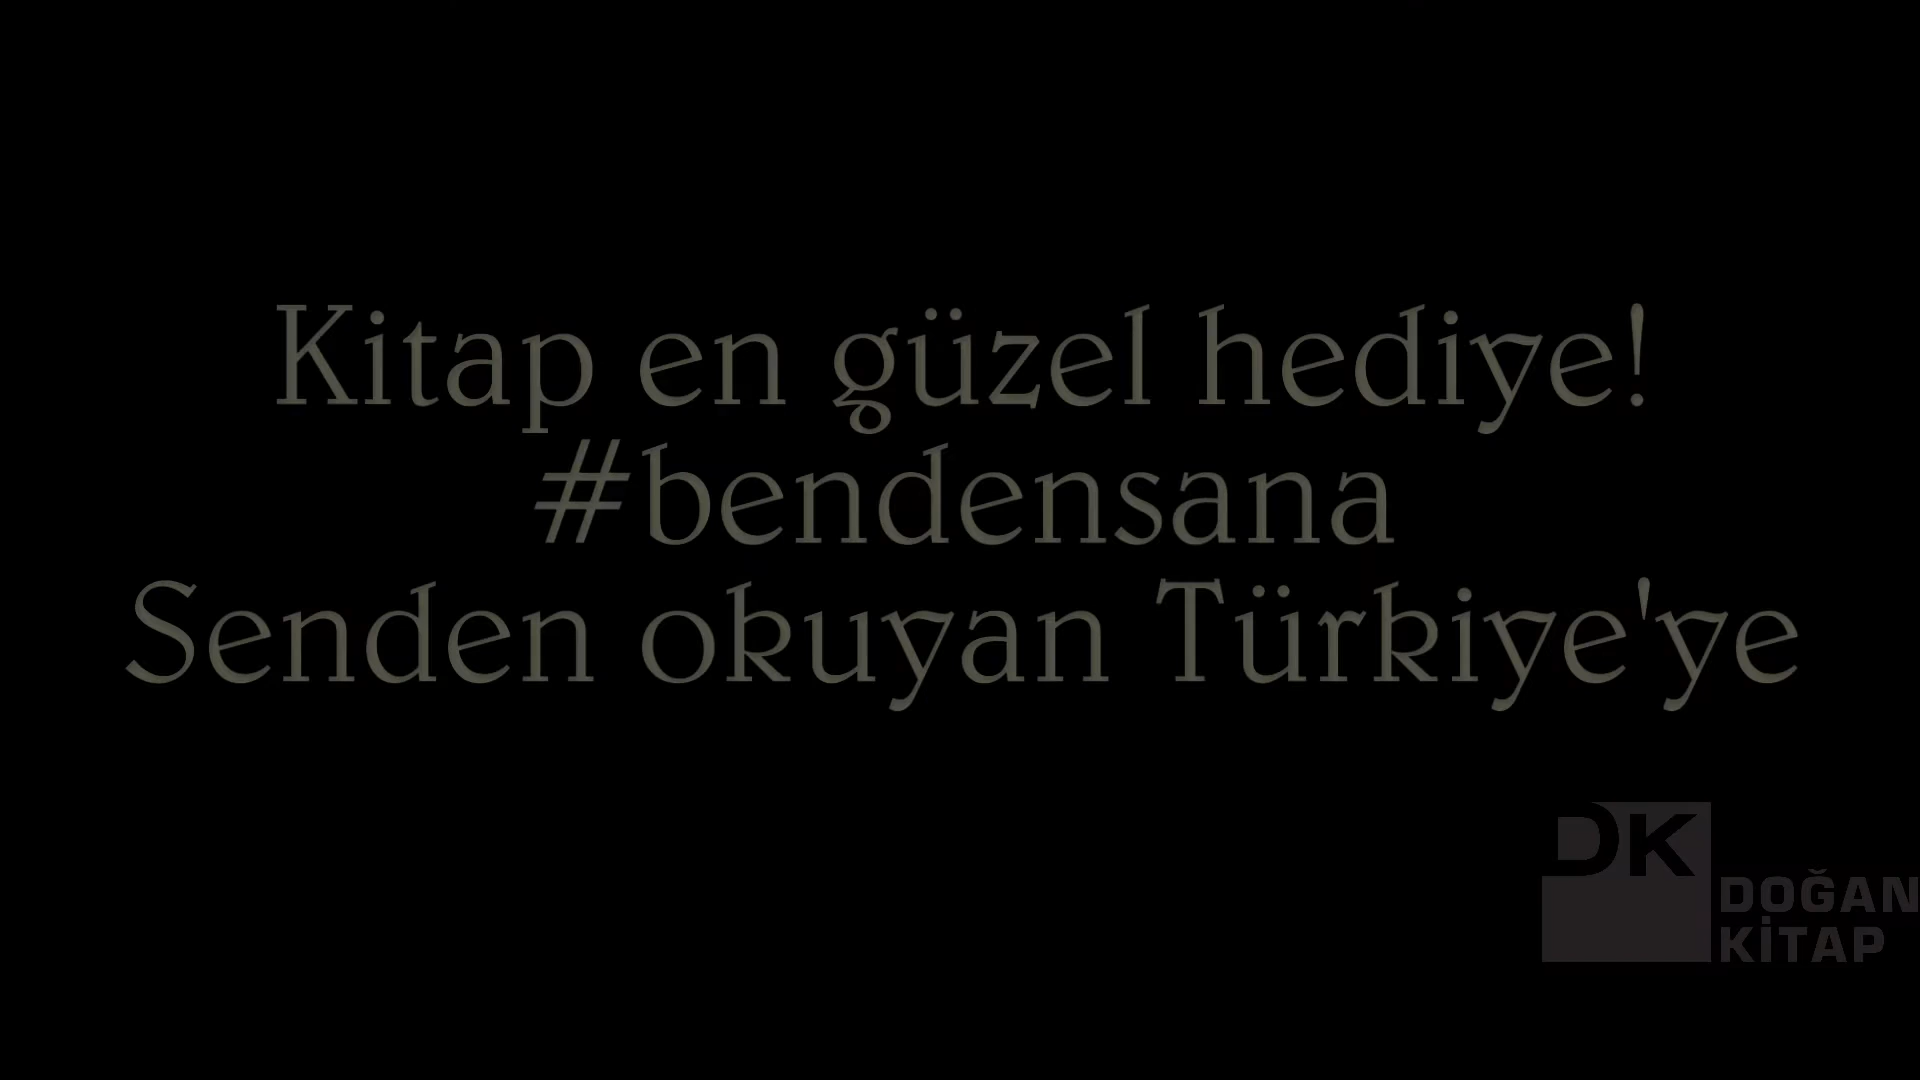 Kitap en güzel hediye!
#bendensana
Senden okuyan Türkiye'ye
DK
DOĞAN
KİTAP